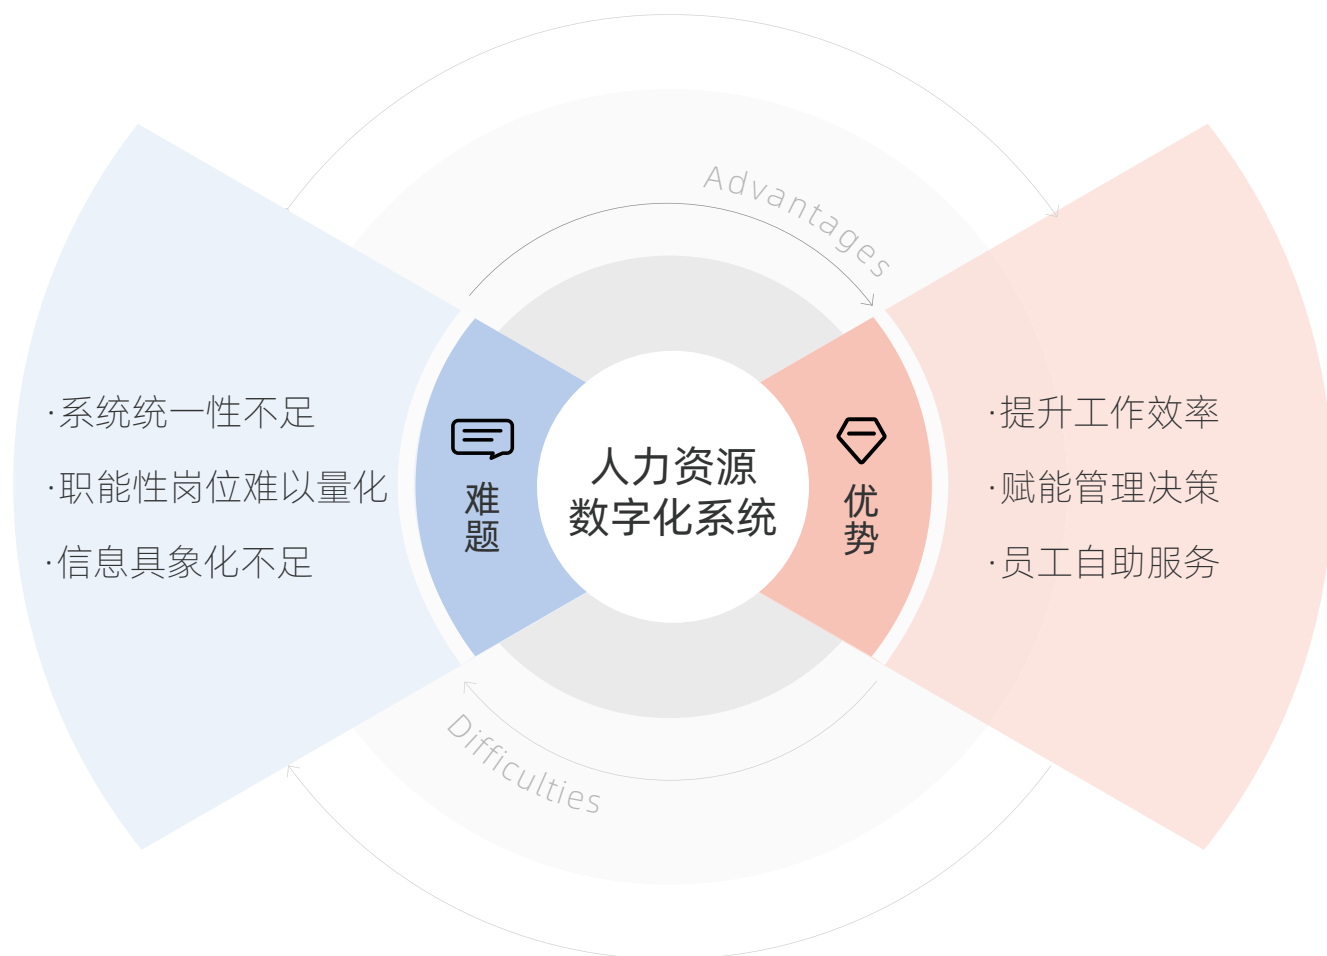 Advantages
·系统统一性不足
·职能性岗位难以量化
·信息具象化不足
难
题
人力资源
数字化系统
优
势
·提升工作效率
·赋能管理决策
·员工自助服务
Difficulties